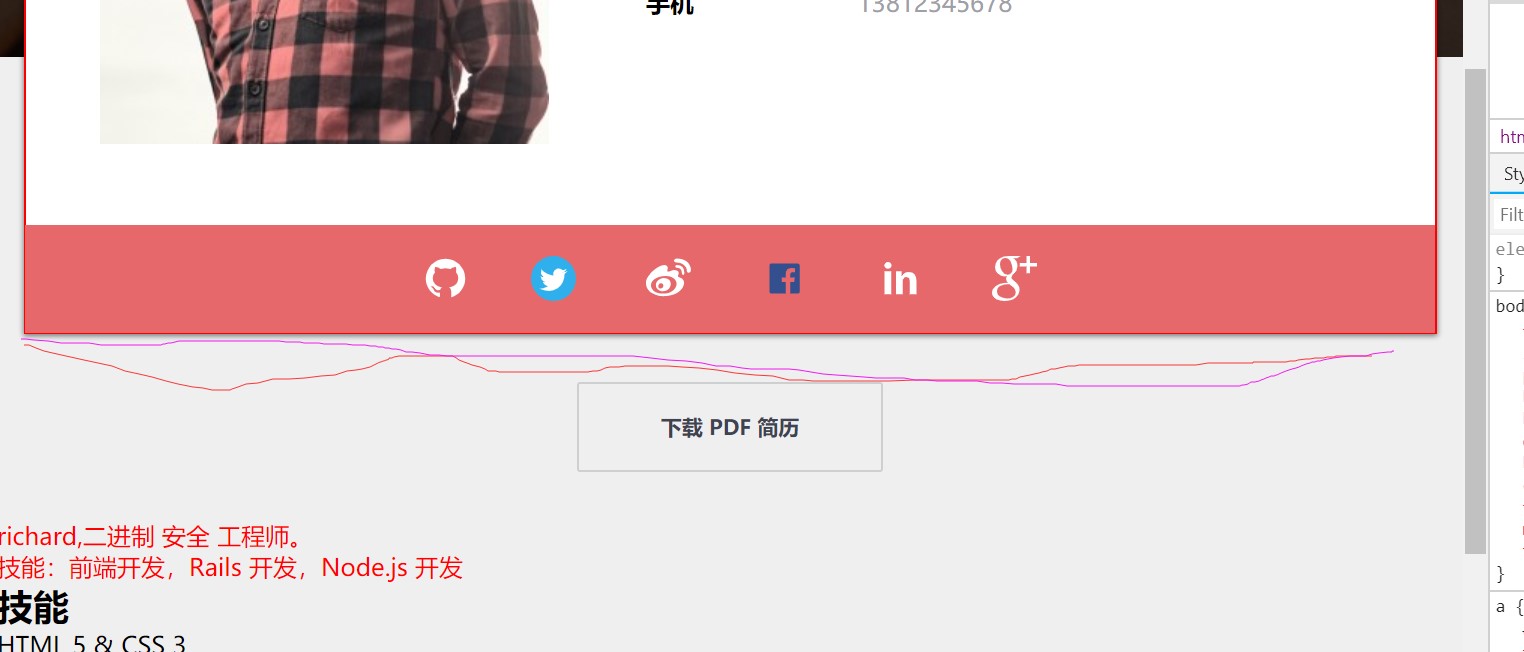 手机 13812345678
in
g+
下载 PDF 简历
richard,二进制 安全 工程师。
技能：前端开发，Rails 开发，Node.js 开发
技能
HTML 5 & CSS 3
htm
Sty
Filt
ele
}
bod
}
a {